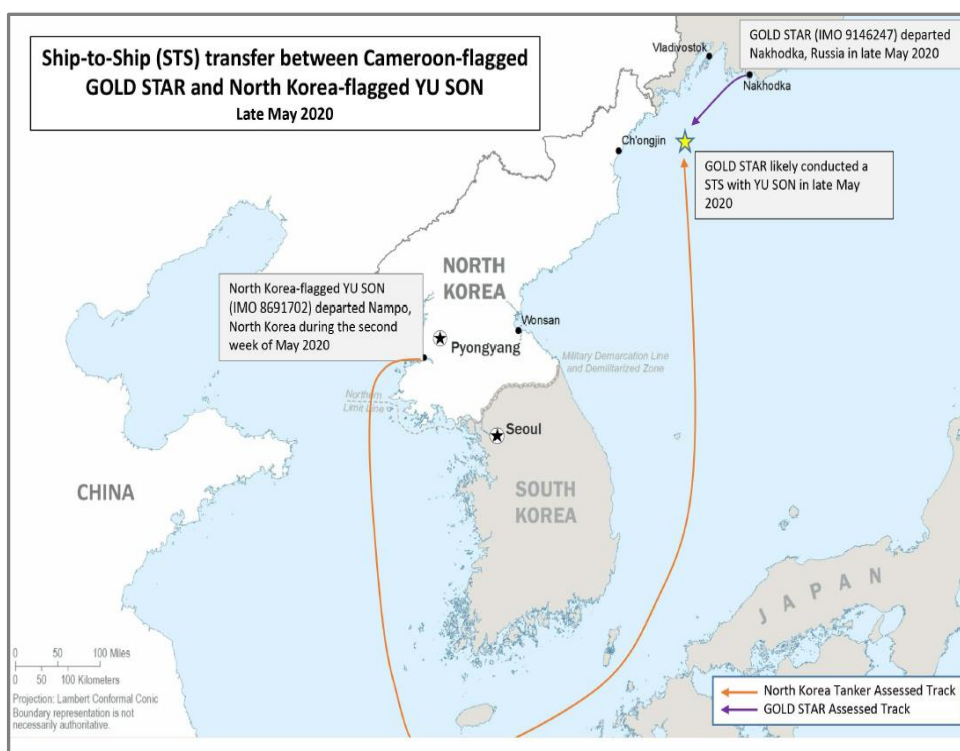 Ship-to-Ship (STS) transfer between Cameroon-flagged
GOLD STAR and North Korea-flagged YU SON
Late May 2020
GOLD STAR (IMO 9146247) departed
Nakhodka, Russia in late May 2020
Vladivostok
Nakhodka
Ch'ongjin
GOLD STAR likely conducted a
STS with YU SON in late May
2020
NORTH
KOREA
North Korea-flagged YU SON
(IMO 8691702) departed Nampo,
North Korea during the second
week of May 2020
Wonsan
Pyongyang
Military Demarcation Line
and Demilitarized Zone
Northern
Limit Line
Seoul
CHINA
SOUTH
KOREA
JAPAN
0 50 100 Miles
0 50 100 Kilometers
Projection: Lambert Conformal Conic
Boundary representation is not
necessarily authoritative.
North Korea Tanker Assessed Track
GOLD STAR Assessed Track